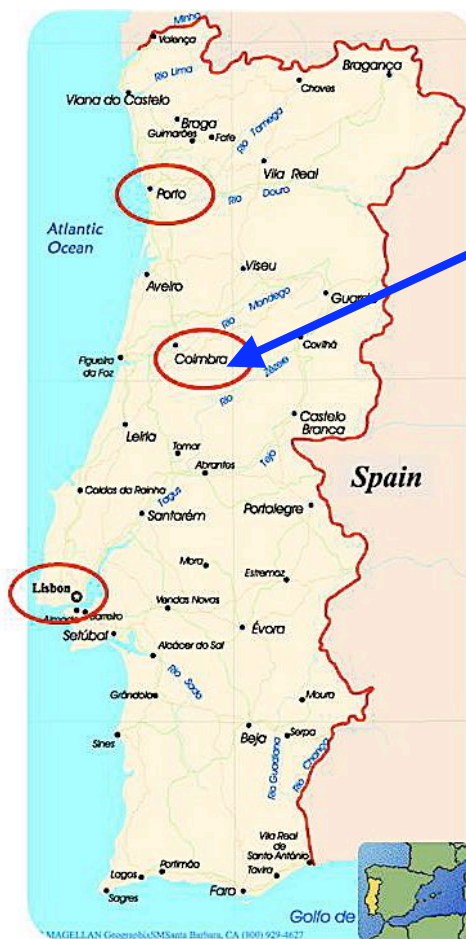 Minho
Valença
Bragança
Rio Lima
Chaves
Viana do Castelo
Braga
Rio Tamega
Guimarães
Fafe
Vila Real
Porto
Rio Douro
Atlantic
Ocean
Viseu
Aveiro
Guarda
Rio Mondego
Coimbra
Covilhã
Figueira
da Foz
Rio Zêzere
Castelo
Branca
Leiria
Tomar
Tejo
Abrantos
Spain
Caldas da Rainha
Tagus
Portalegre
Santarém
Mora
Estremoz
Lisbon
Vendas Novas
Almada
Barreiro
Setúbal
Évora
Alcácer do Sal
Rio Sado
Grândola
Moura
Sines
Beja
Serpa
Rio Guadiana
Rio Chança
Vila Real
de
Santo António
Portimão
Lagos
Tavira
Sagres
Faro
Golfo de
MAGELLAN GeographixSMSanta Barbara, CA (800) 929-4627